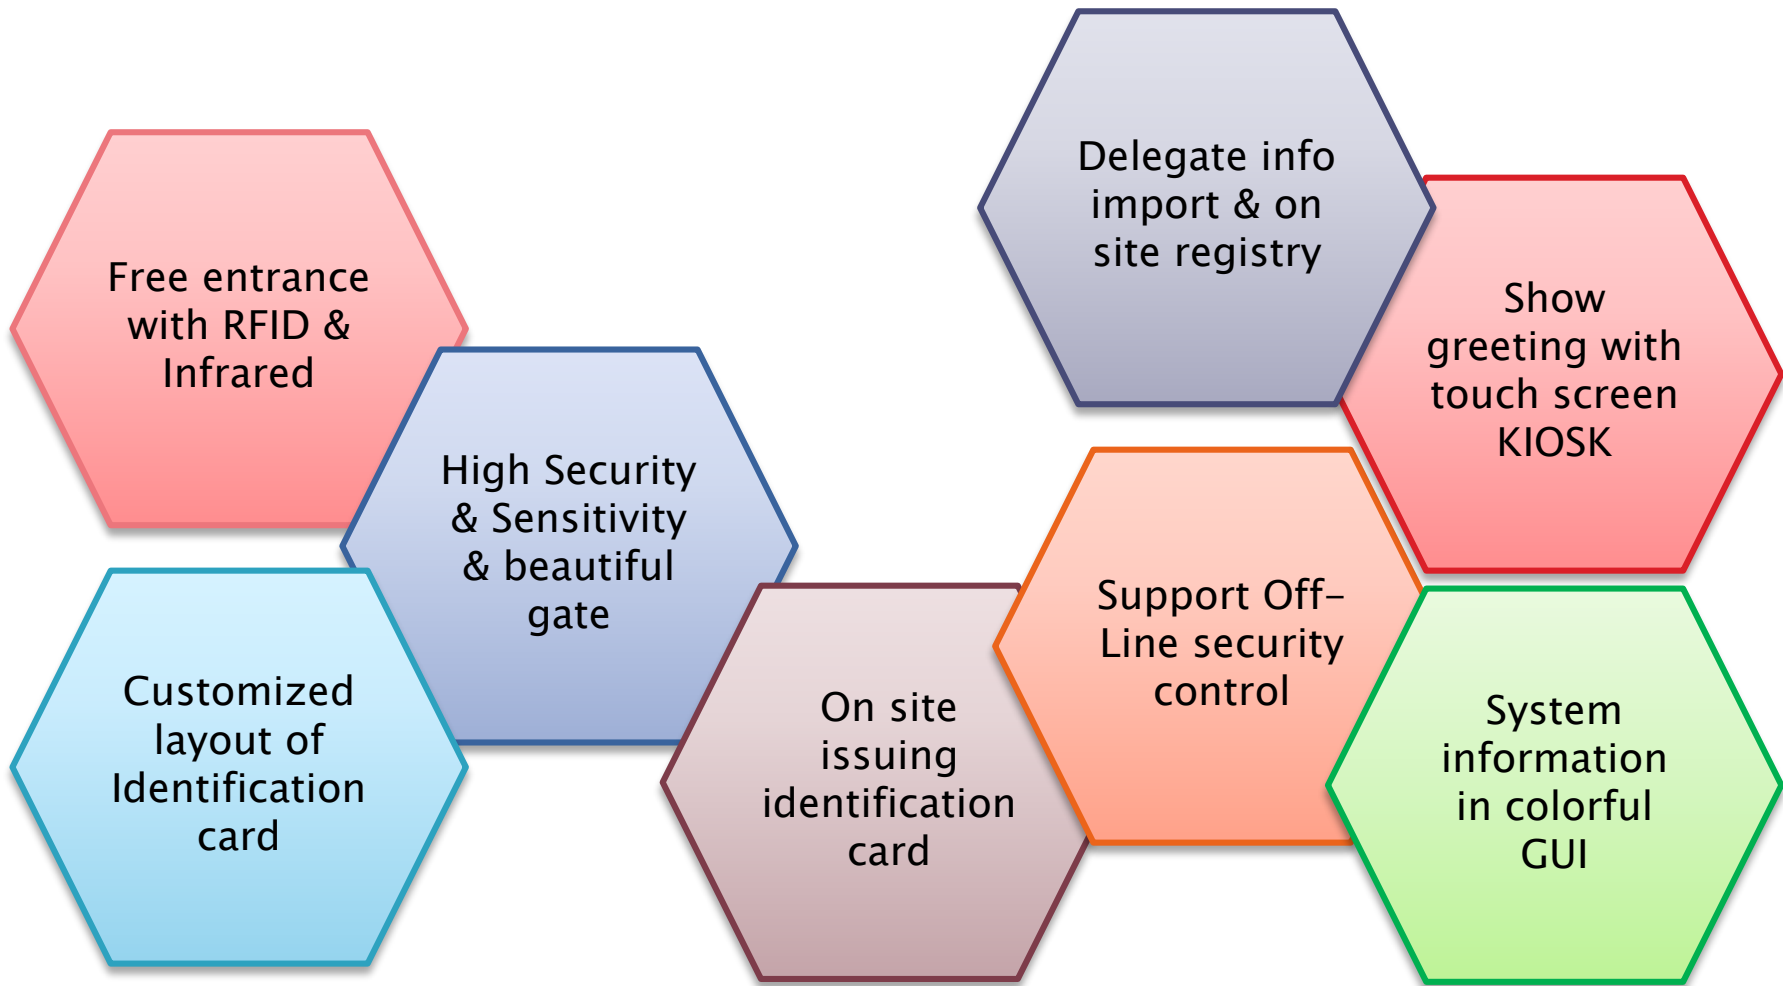 Free entrance
with RFID &
Infrared
High Security
& Sensitivity
& beautiful
gate
Customized
layout of
Identification
card
On site
issuing
identification
card
Delegate info
import & on
site registry
Show
greeting with
touch screen
KIOSK
Support Off-
Line security
control
System
information
in colorful
GUI